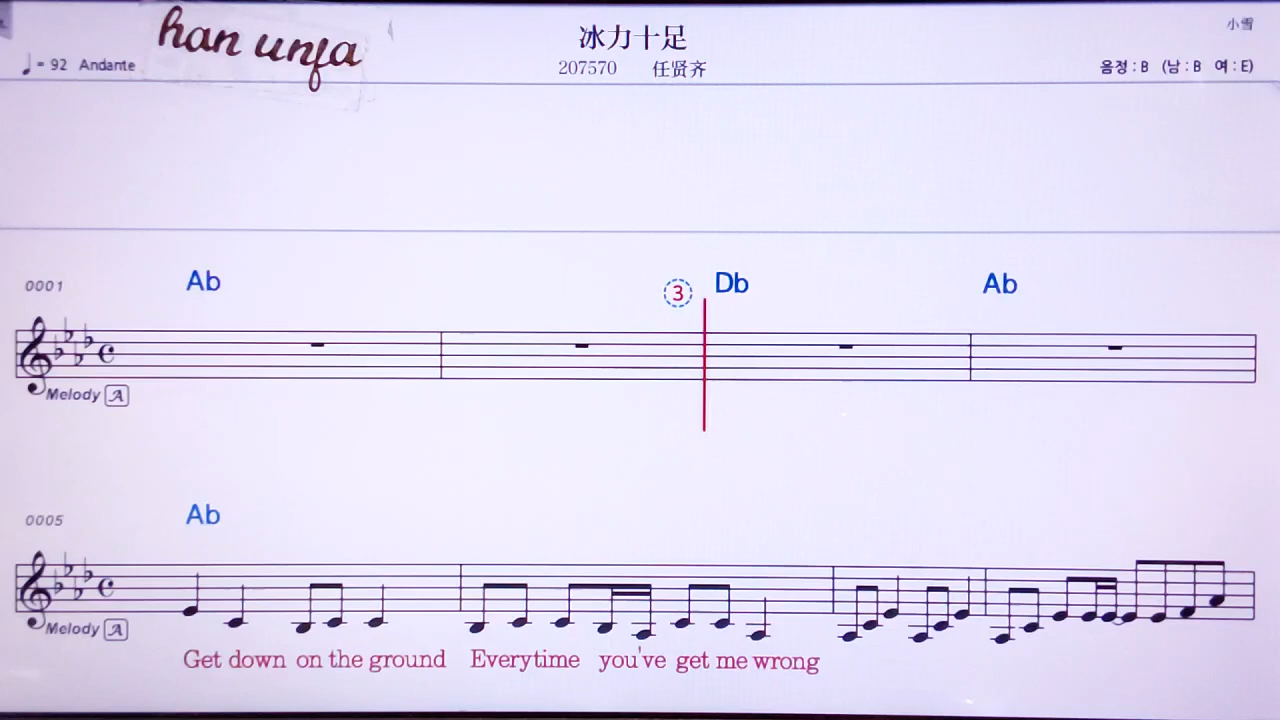 han unfa
冰力十足
小雪
♩ = 92 Andante
207570 任贤齐
음정 : B (남 : B 여 : E)
0001 Ab ③ Db Ab
Melody A
0005 Ab
Melody A
Get down on the ground Everytime you've get me wrong